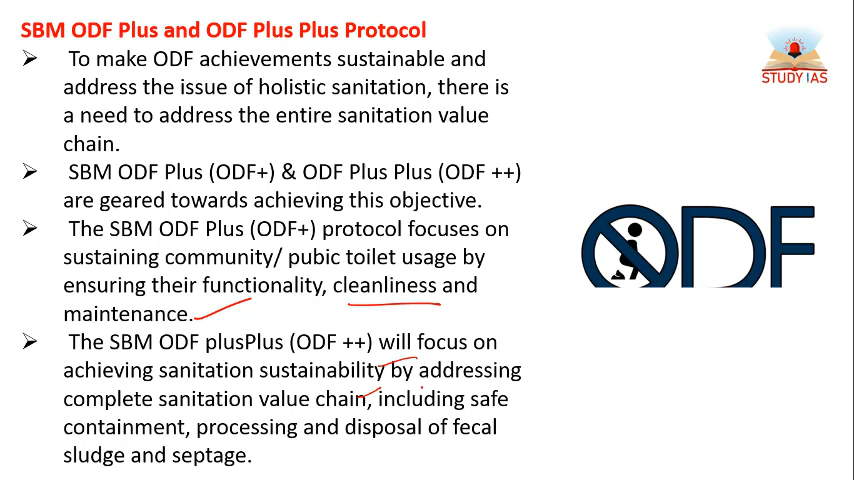 SBM ODF Plus and ODF Plus Plus Protocol
To make ODF achievements sustainable and
address the issue of holistic sanitation, there is
a need to address the entire sanitation value
chain.
SBM ODF Plus (ODF+) & ODF Plus Plus (ODF ++)
are geared towards achieving this objective.
The SBM ODF Plus (ODF+) protocol focuses on
sustaining community/ pubic toilet usage by
ensuring their functionality, cleanliness and
maintenance.
The SBM ODF plusPlus (ODF ++) will focus on
achieving sanitation sustainability by addressing
complete sanitation value chain, including safe
containment, processing and disposal of fecal
sludge and septage.
STUDY IAS
ODF